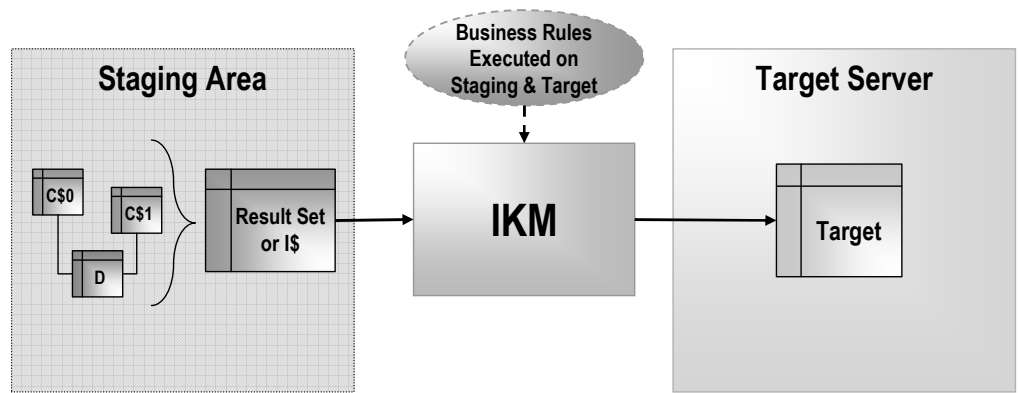 Business Rules
Executed on
Staging & Target
Staging Area
Target Server
C$0
C$1
D
Result Set
or I$
IKM
Target